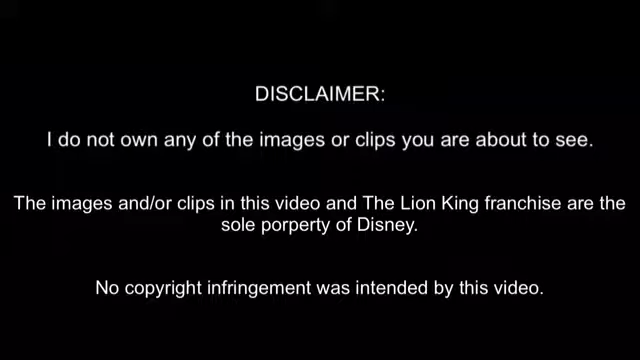 DISCLAIMER:
I do not own any of the images or clips you are about to see.
The images and/or clips in this video and The Lion King franchise are the
sole porperty of Disney.
No copyright infringement was intended by this video.